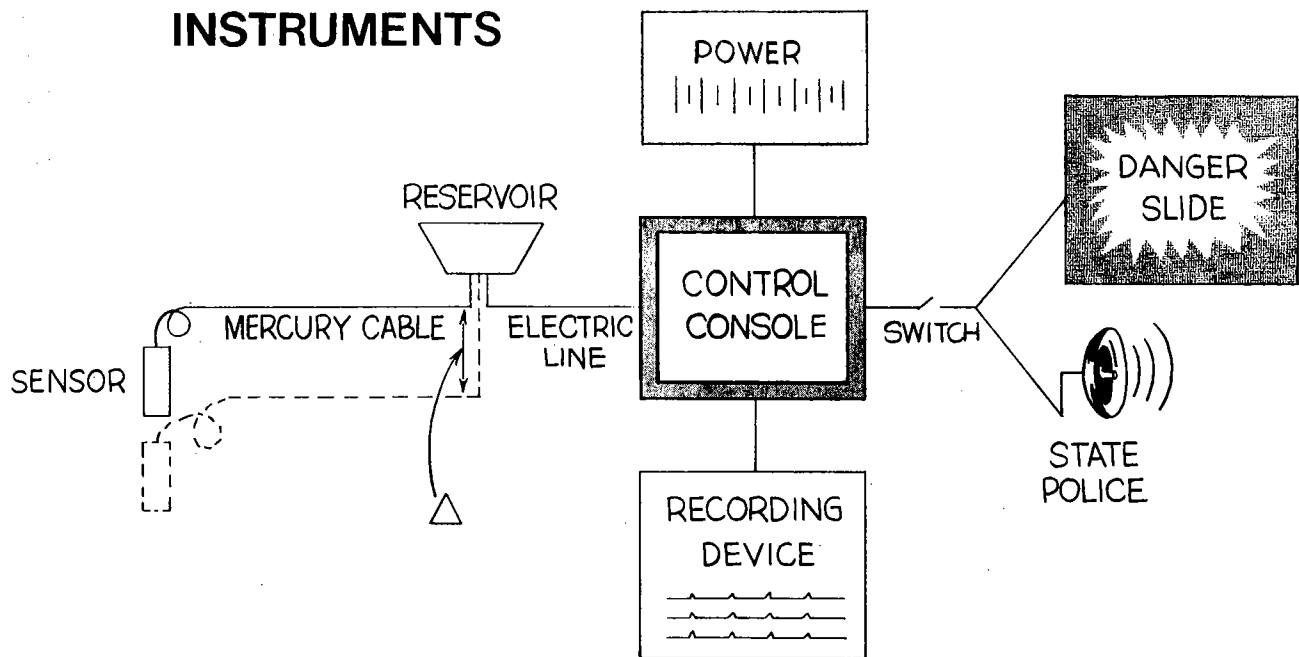 INSTRUMENTS
POWER
DANGER
SLIDE
RESERVOIR
CONTROL
CONSOLE
MERCURY CABLE
ELECTRIC
LINE
SWITCH
SENSOR
STATE
POLICE
RECORDING
DEVICE